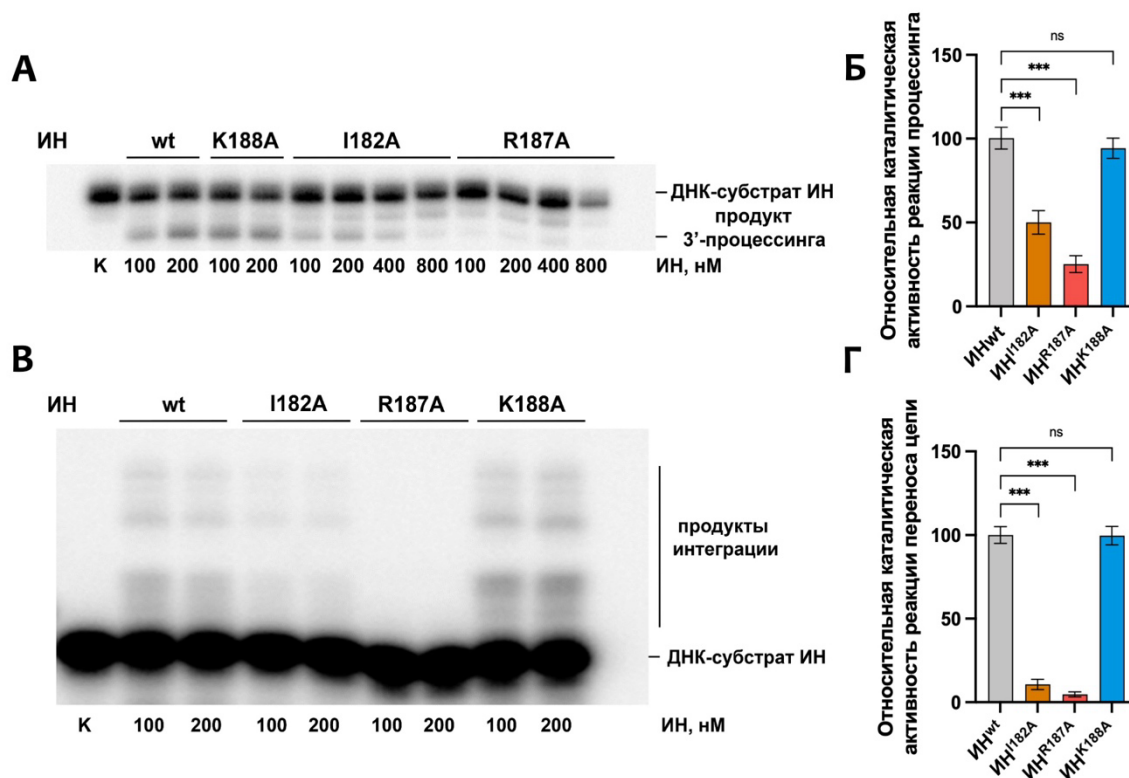 А
ИН wt K188A I182A R187A
ДНК-субстрат ИН
продукт
3'-процессинга
K 100 200 100 200 100 200 400 800 100 200 400 800 ИН, нМ
Б
Относительная каталитическая
активность реакции процессинга
150
100
50
0
ns
***
***
ИНwt
ИНI182A
ИНR187A
ИНK188A
В
ИН wt I182A R187A K188A
продукты
интеграции
ДНК-субстрат ИН
K 100 200 100 200 100 200 100 200 ИН, нМ
Г
Относительная каталитическая
активность реакции переноса цепи
150
100
50
0
ns
***
***
ИНwt
ИНI182A
ИНR187A
ИНK188A